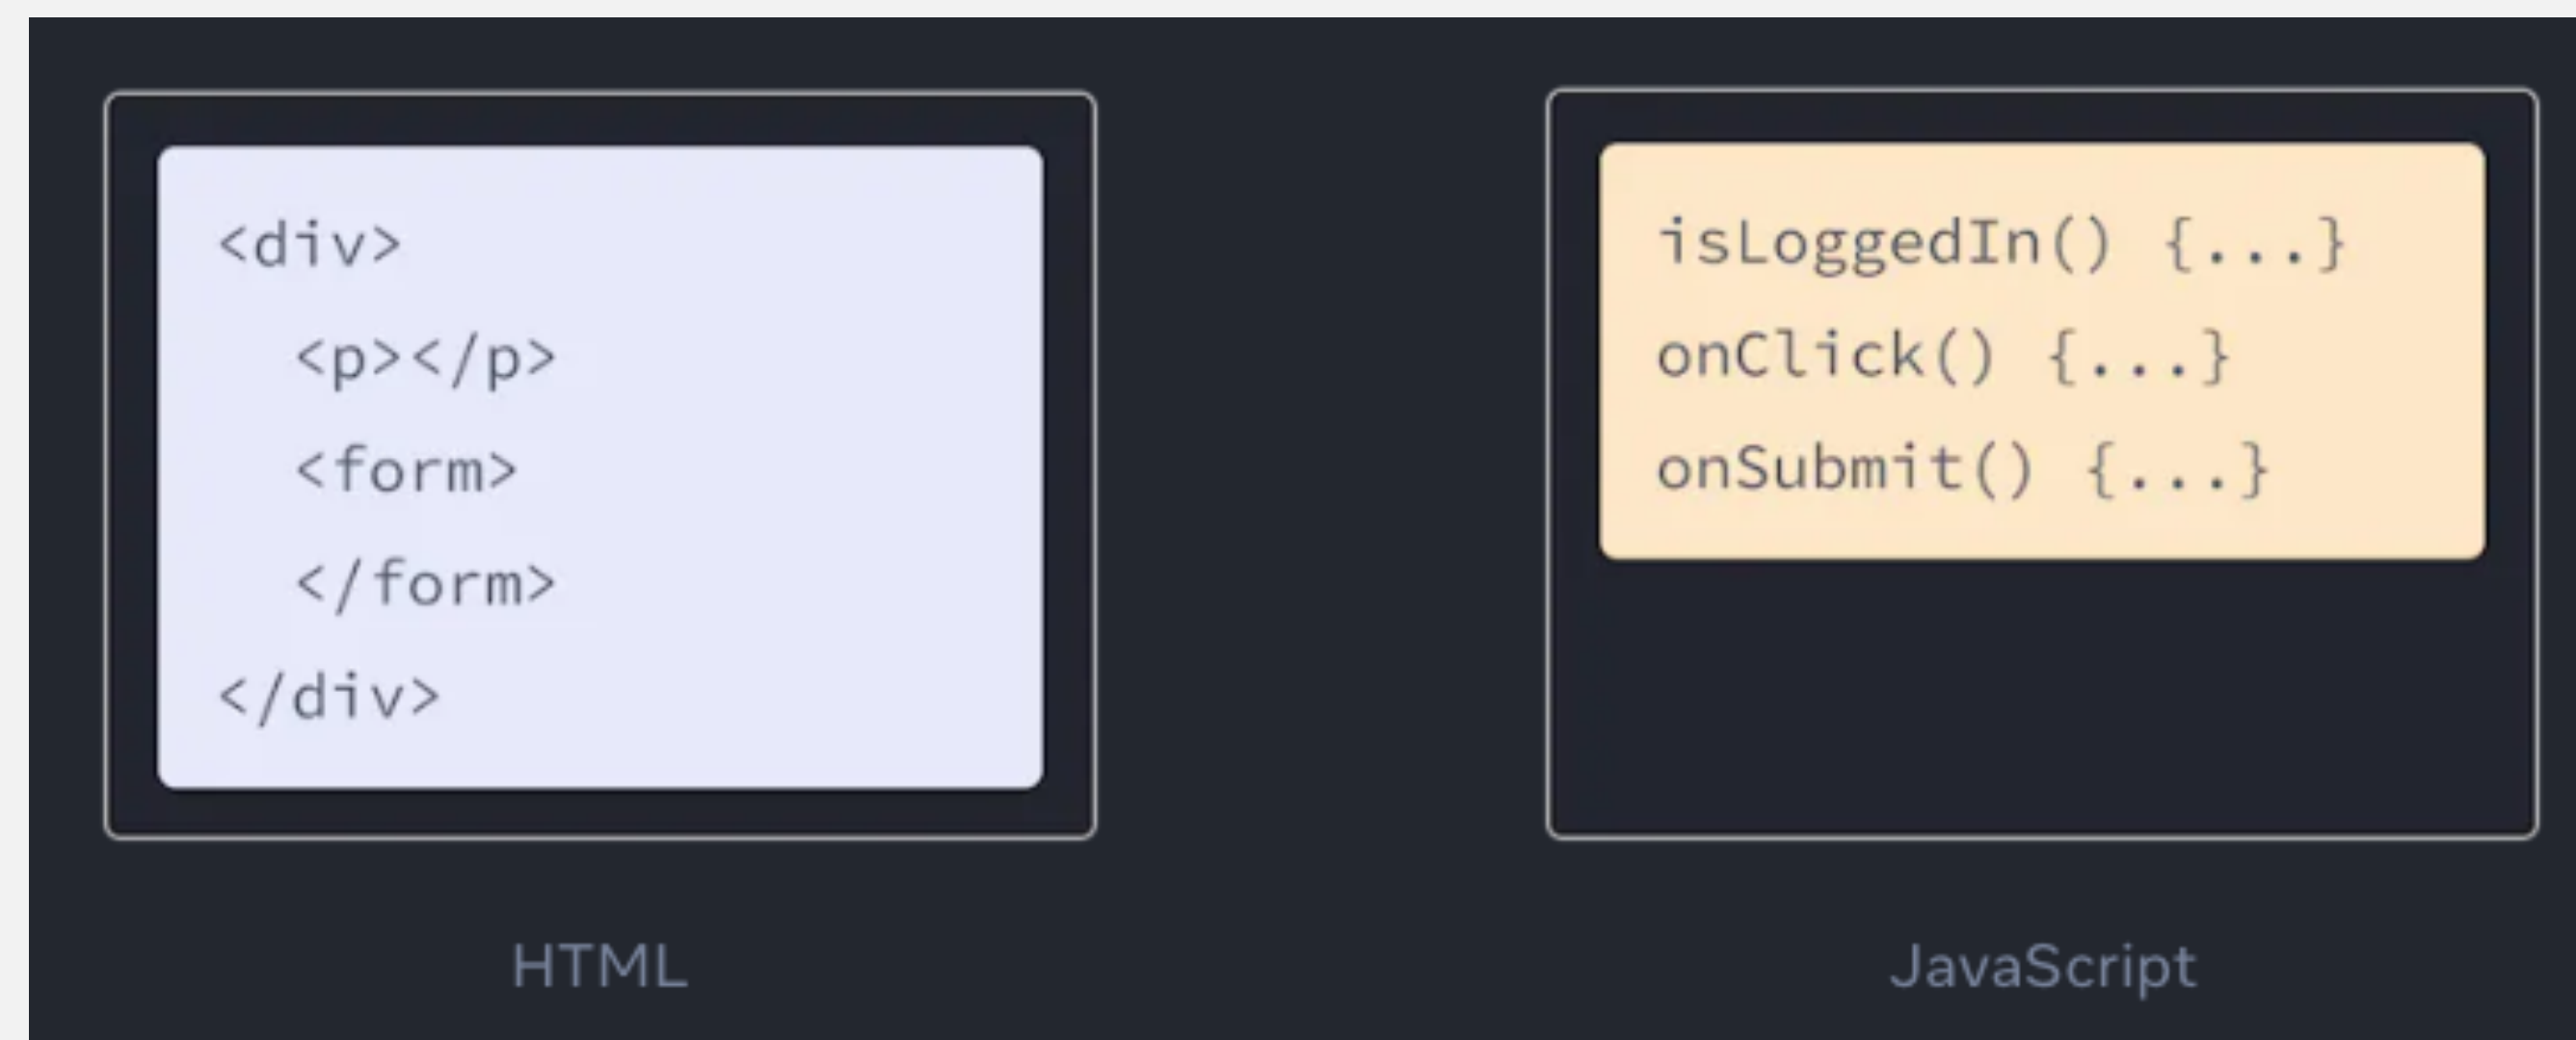 <div>
  <p></p>
  <form>
  </form>
</div>
HTML
isLoggedIn() {...}
onClick() {...}
onSubmit() {...}
JavaScript